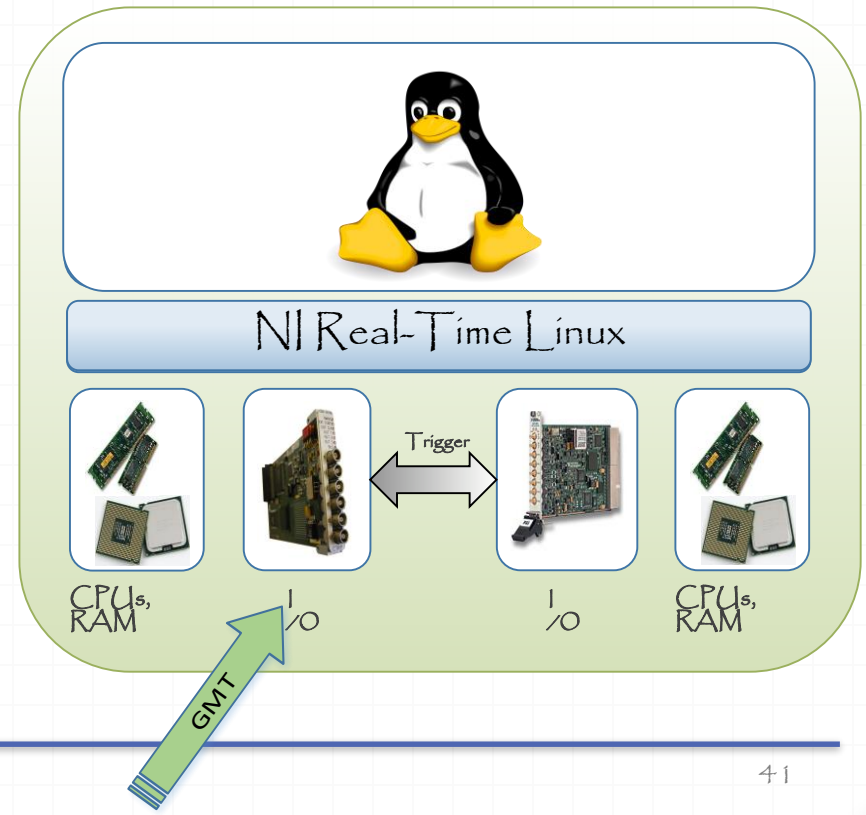 NI Real-Time Linux
Trigger
CPUs,
RAM
I
/O
I
/O
CPUs,
RAM
GMT
41